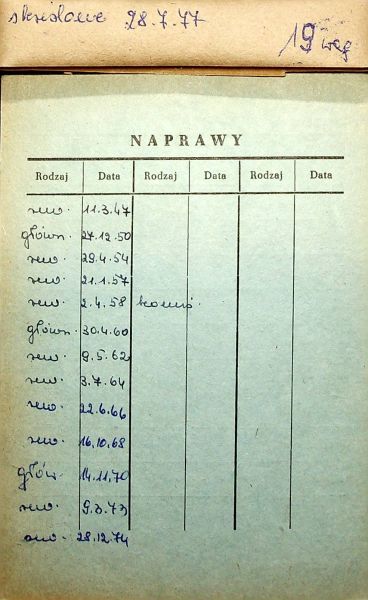 skreślono 28.7.77
19 weg
NAPRAWY
Rodzaj Data Rodzaj Data Rodzaj Data
rew. 11.3.47
główn. 27.12.50
rew. 29.4.54
rew. 21.1.57
rew. 2.4.58
główn. 30.4.60
rew. 9.5.62
rew. 3.7.64
rew. 22.6.66
rew. 16.10.68
główn. 14.11.70
rew. 9.3.73
rew. 28.12.74